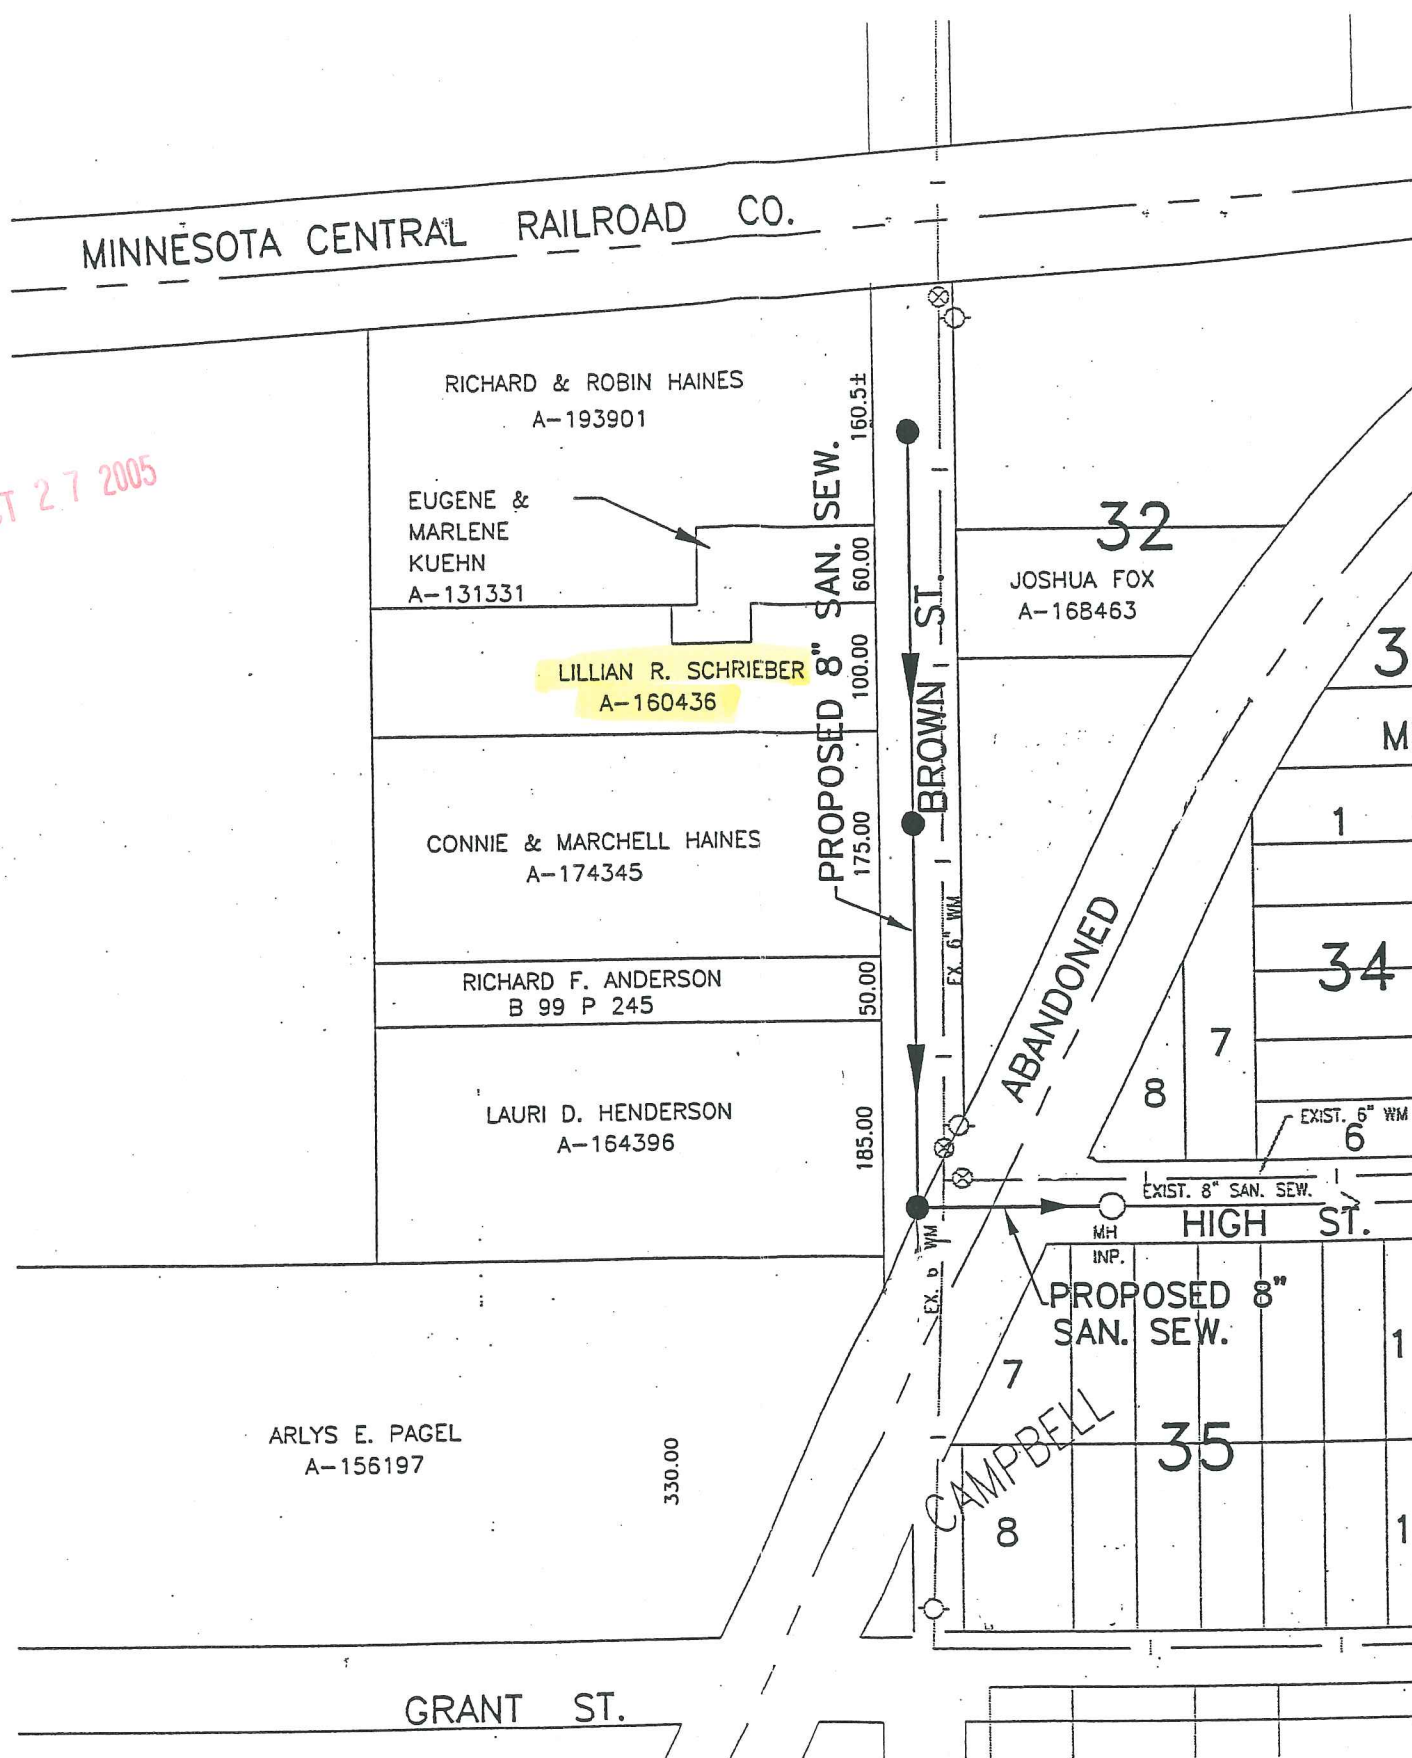 MINNESOTA CENTRAL RAILROAD CO.
RICHARD & ROBIN HAINES
A-193901
160.5±
T 27 2005
EUGENE &
MARLENE
KUEHN
A-131331
60.00
PROPOSED 8" SAN. SEW.
BROWN ST.
32
JOSHUA FOX
A-168463
3
LILLIAN R. SCHRIEBER
A-160436
100.00
M
CONNIE & MARCHELL HAINES
A-174345
175.00
1
EX. 6" WM
ABANDONED
34
RICHARD F. ANDERSON
B 99 P 245
50.00
7
8
LAURI D. HENDERSON
A-164396
185.00
EXIST. 6" WM
6
EXIST. 8" SAN. SEW.
HIGH ST.
MH
INP.
EX. 6 WM
PROPOSED 8"
SAN. SEW.
7
1
CAMPBELL
35
ARLYS E. PAGEL
A-156197
330.00
8
1
GRANT ST.